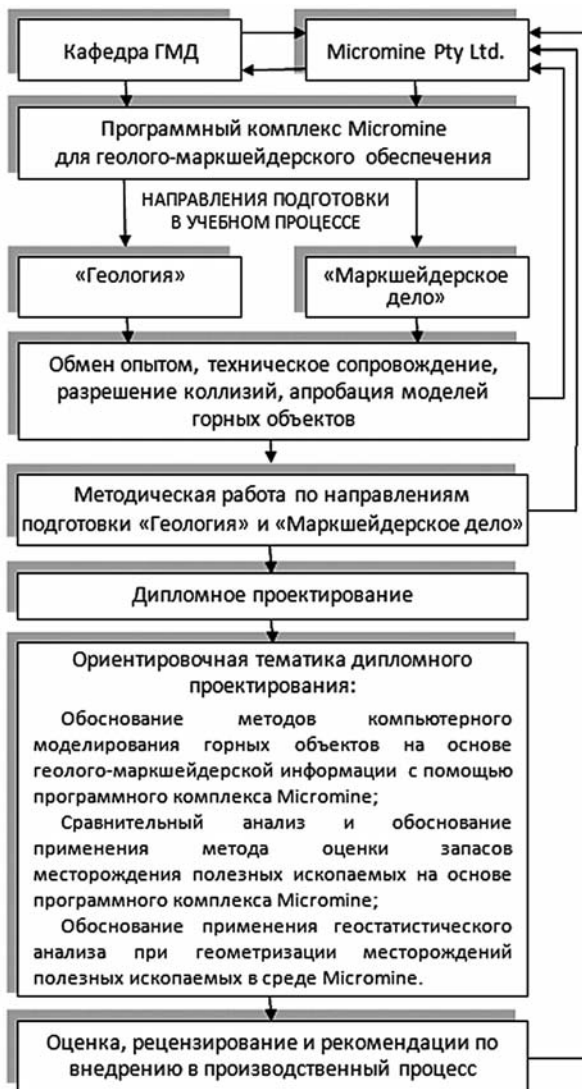 Кафедра ГМД
Micromine Pty Ltd.
Программный комплекс Micromine
для геолого-маркшейдерского обеспечения
НАПРАВЛЕНИЯ ПОДГОТОВКИ
В УЧЕБНОМ ПРОЦЕССЕ
«Геология»
«Маркшейдерское
дело»
Обмен опытом, техническое сопровождение,
разрешение коллизий, апробация моделей
горных объектов
Методическая работа по направлениям
подготовки «Геология» и «Маркшейдерское дело»
Дипломное проектирование
Ориентировочная тематика дипломного
проектирования:
Обоснование методов компьютерного
моделирования горных объектов на основе
геолого-маркшейдерской информации с помощью
программного комплекса Micromine;
Сравнительный анализ и обоснование
применения метода оценки запасов
месторождения полезных ископаемых на основе
программного комплекса Micromine;
Обоснование применения геостатистического
анализа при геометризации месторождений
полезных ископаемых в среде Micromine.
Оценка, рецензирование и рекомендации по
внедрению в производственный процесс